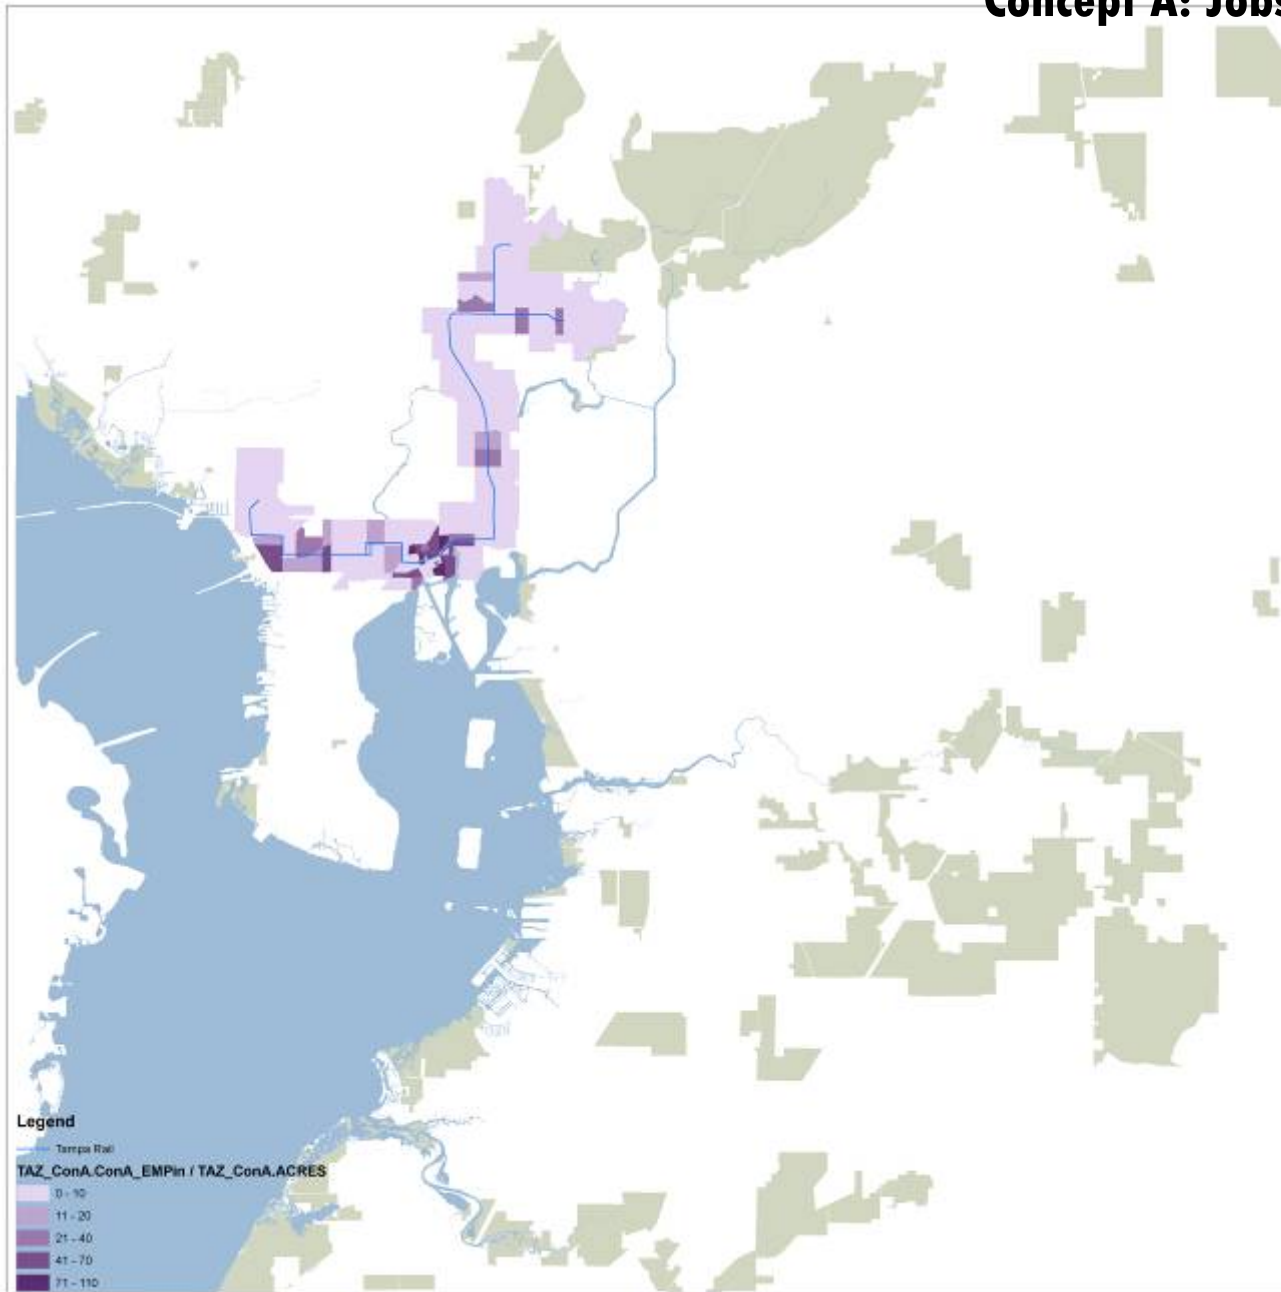 Concept A: Jobs
Legend
Tampa Rail
TAZ_ConA.ConA_EMPin / TAZ_ConA.ACRES
0 - 10
11 - 20
21 - 40
41 - 70
71 - 110